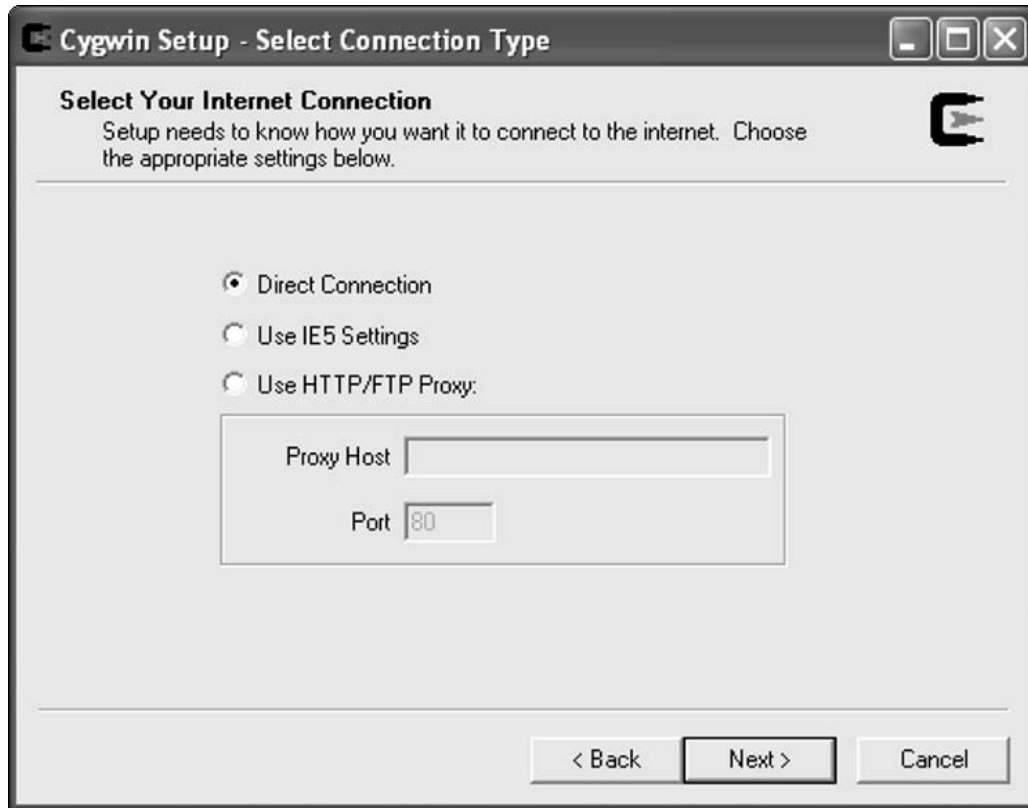 Cygwin Setup - Select Connection Type
Select Your Internet Connection
Setup needs to know how you want it to connect to the internet.  Choose
the appropriate settings below.
Direct Connection
Use IE5 Settings
Use HTTP/FTP Proxy:
Proxy Host
Port 80
< Back Next > Cancel